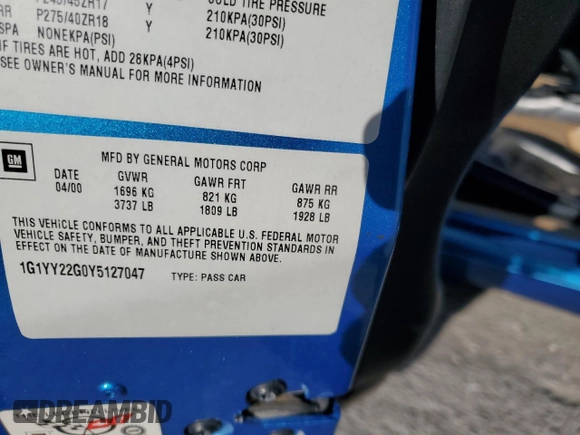 P245/45ZR17 Y
COLD TIRE PRESSURE
210KPA(30PSI)
RR P275/40ZR18 Y 210KPA(30PSI)
SPA NONEKPA(PSI)
IF TIRES ARE HOT, ADD 28KPA(4PSI)
SEE OWNER'S MANUAL FOR MORE INFORMATION
GM
MFD BY GENERAL MOTORS CORP
DATE GVWR GAWR FRT GAWR RR
04/00 1696 KG 821 KG 875 KG
3737 LB 1809 LB 1928 LB
THIS VEHICLE CONFORMS TO ALL APPLICABLE U.S. FEDERAL MOTOR
VEHICLE SAFETY, BUMPER, AND THEFT PREVENTION STANDARDS IN
EFFECT ON THE DATE OF MANUFACTURE SHOWN ABOVE.
1G1YY22G0Y5127047 TYPE: PASS CAR
DREAMBID